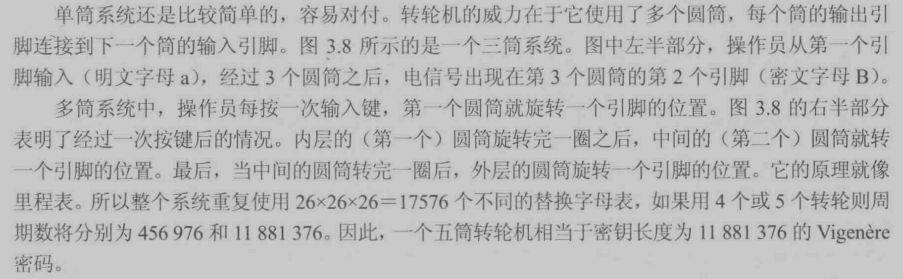 单筒系统还是比较简单的，容易对付。转轮机的威力在于它使用了多个圆筒，每个筒的输出引
脚连接到下一个筒的输入引脚。图 3.8 所示的是一个三筒系统。图中左半部分，操作员从第一个引
脚输入（明文字母 a），经过 3 个圆筒之后，电信号出现在第 3 个圆筒的第 2 个引脚（密文字母 B）。
多筒系统中，操作员每按一次输入键，第一个圆筒就旋转一个引脚的位置。图 3.8 的右半部分
表明了经过一次按键后的情况。内层的（第一个）圆筒旋转完一圈之后，中间的（第二个）圆筒就转
一个引脚的位置。最后，当中间的圆筒转完一圈后，外层的圆筒旋转一个引脚的位置。它的原理就像
里程表。所以整个系统重复使用 26×26×26＝17576 个不同的替换字母表，如果用 4 个或 5 个转轮则周
期数将分别为 456 976 和 11 881 376。因此，一个五筒转轮机相当于密钥长度为 11 881 376 的 Vigenère
密码。